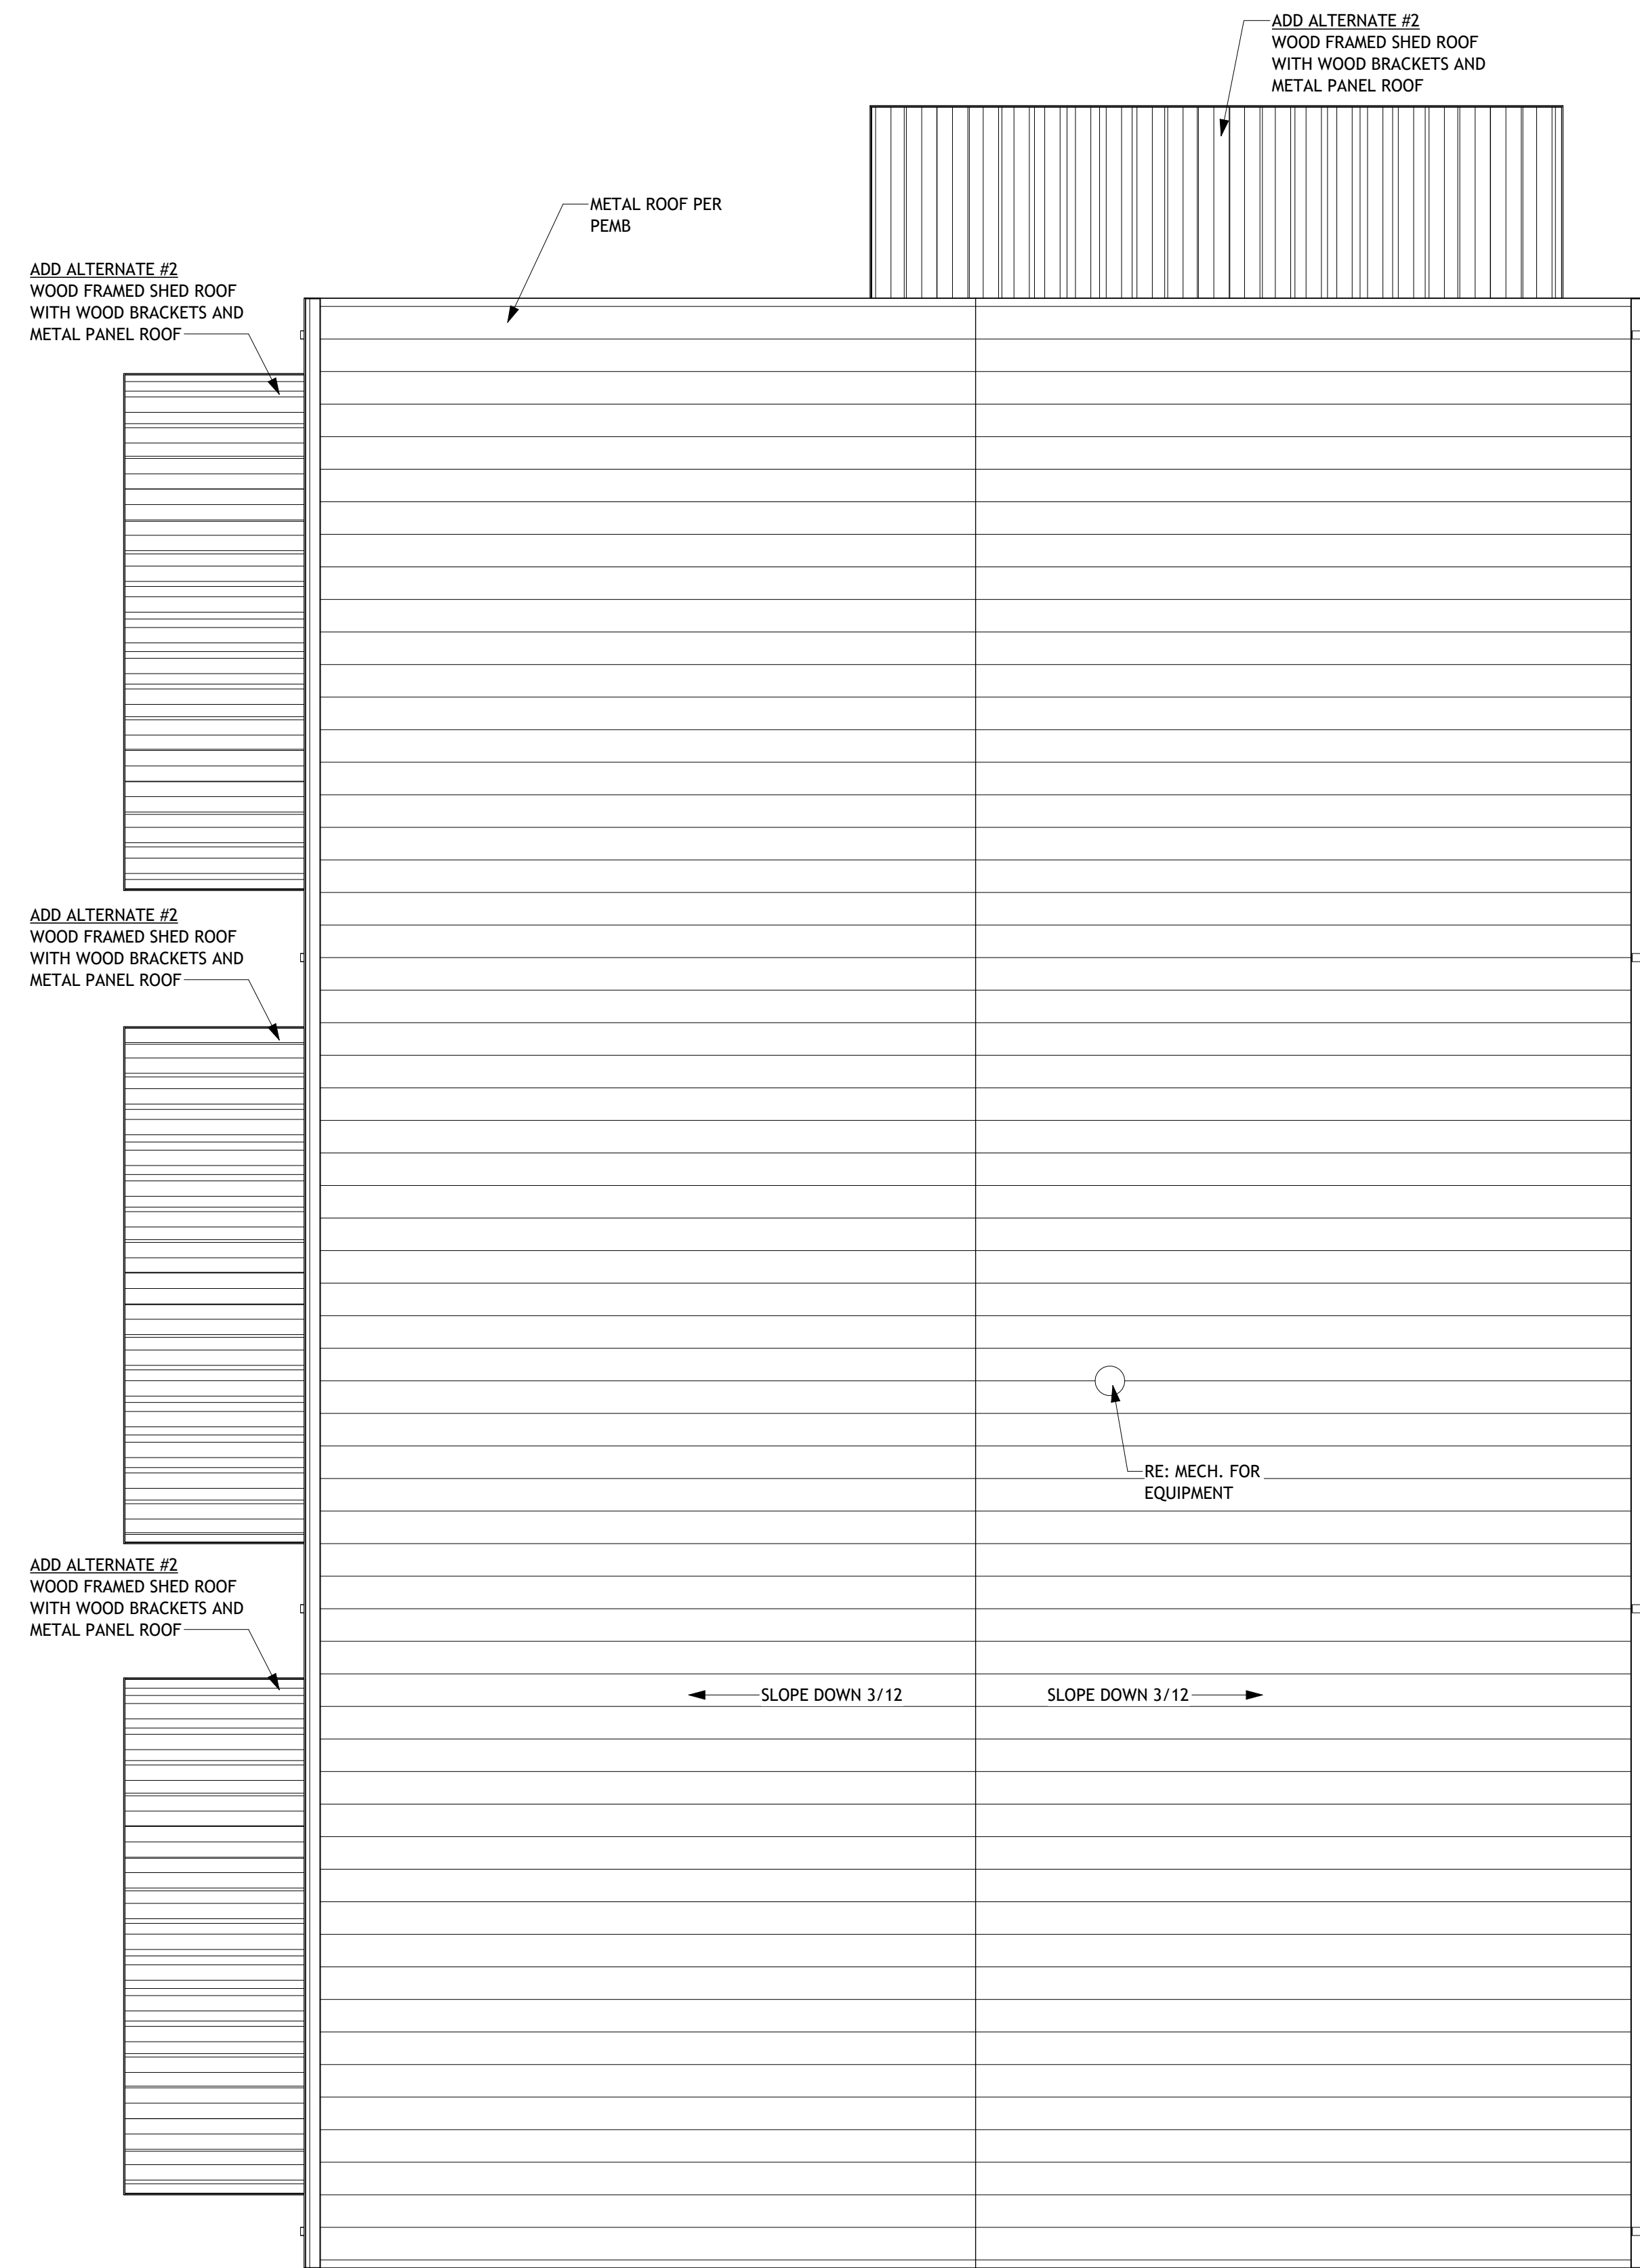 ADD ALTERNATE #2
WOOD FRAMED SHED ROOF
WITH WOOD BRACKETS AND
METAL PANEL ROOF
METAL ROOF PER
PEMB
ADD ALTERNATE #2
WOOD FRAMED SHED ROOF
WITH WOOD BRACKETS AND
METAL PANEL ROOF
ADD ALTERNATE #2
WOOD FRAMED SHED ROOF
WITH WOOD BRACKETS AND
METAL PANEL ROOF
RE: MECH. FOR
EQUIPMENT
ADD ALTERNATE #2
WOOD FRAMED SHED ROOF
WITH WOOD BRACKETS AND
METAL PANEL ROOF
SLOPE DOWN 3/12
SLOPE DOWN 3/12